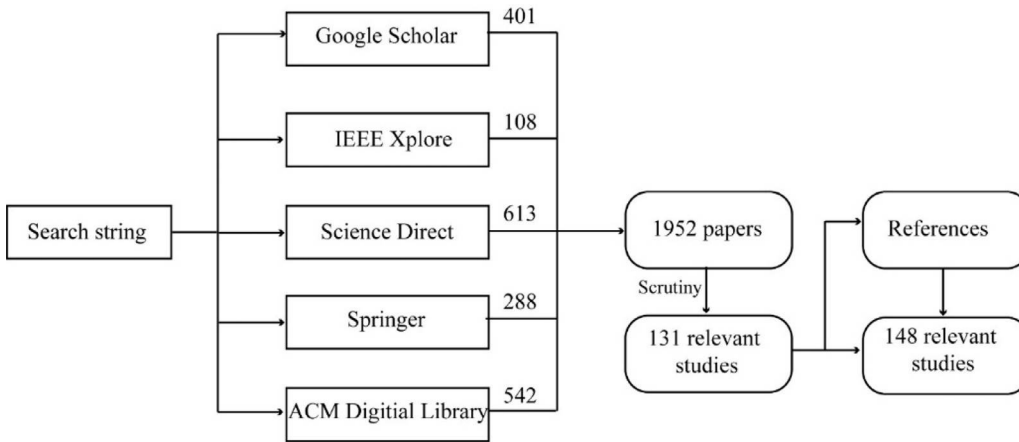 Search string
Google Scholar
401
IEEE Xplore
108
Science Direct
613
Springer
288
ACM Digitial Library
542
1952 papers
Scrutiny
131 relevant
studies
References
148 relevant
studies